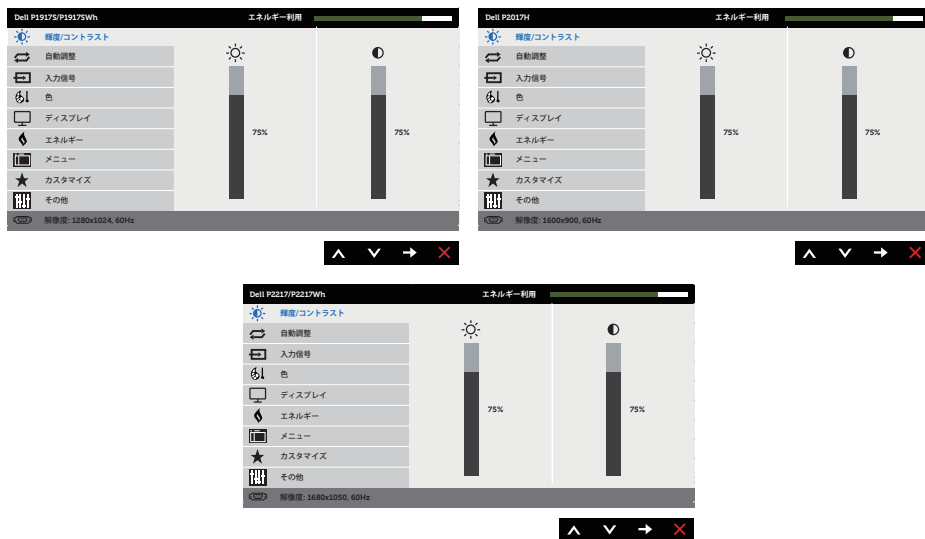 Dell P1917S/P1917SWh エネルギー利用
輝度/コントラスト
自動調整
入力信号
色
ディスプレイ
エネルギー
メニュー
カスタマイズ
その他
75% 75%
解像度: 1280x1024, 60Hz
Dell P2017H エネルギー利用
輝度/コントラスト
自動調整
入力信号
色
ディスプレイ
エネルギー
メニュー
カスタマイズ
その他
75% 75%
解像度: 1600x900, 60Hz
Dell P2217/P2217Wh エネルギー利用
輝度/コントラスト
自動調整
入力信号
色
ディスプレイ
エネルギー
メニュー
カスタマイズ
その他
75% 75%
解像度: 1680x1050, 60Hz